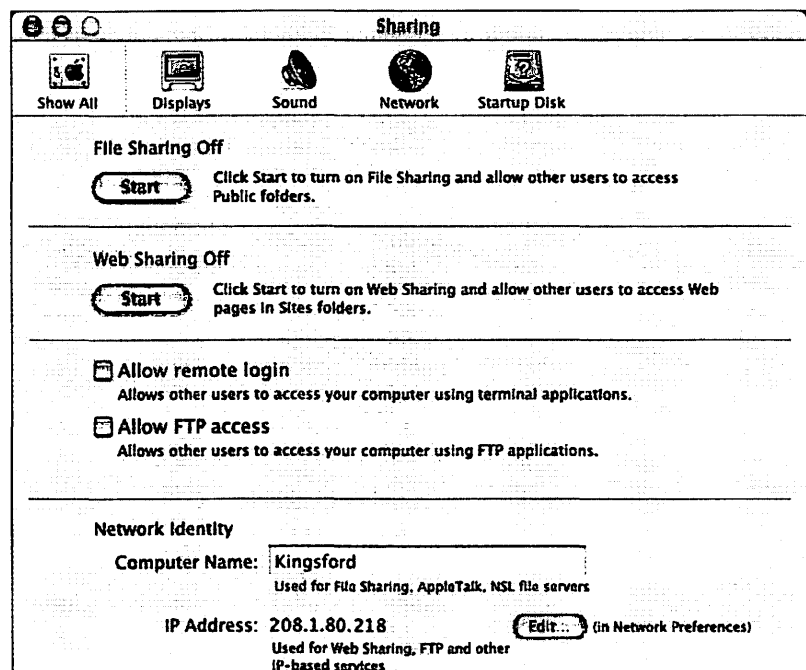 Sharing
Show All
Displays
Sound
Network
Startup Disk
File Sharing Off
Start
Click Start to turn on File Sharing and allow other users to access
Public folders.
Web Sharing Off
Start
Click Start to turn on Web Sharing and allow other users to access Web
pages in Sites folders.
Allow remote login
Allows other users to access your computer using terminal applications.
Allow FTP access
Allows other users to access your computer using FTP applications.
Network Identity
Computer Name: Kingsford
Used for File Sharing, AppleTalk, NSL file servers
IP Address: 208.1.80.218
Edit... (in Network Preferences)
Used for Web Sharing, FTP and other
IP-based services